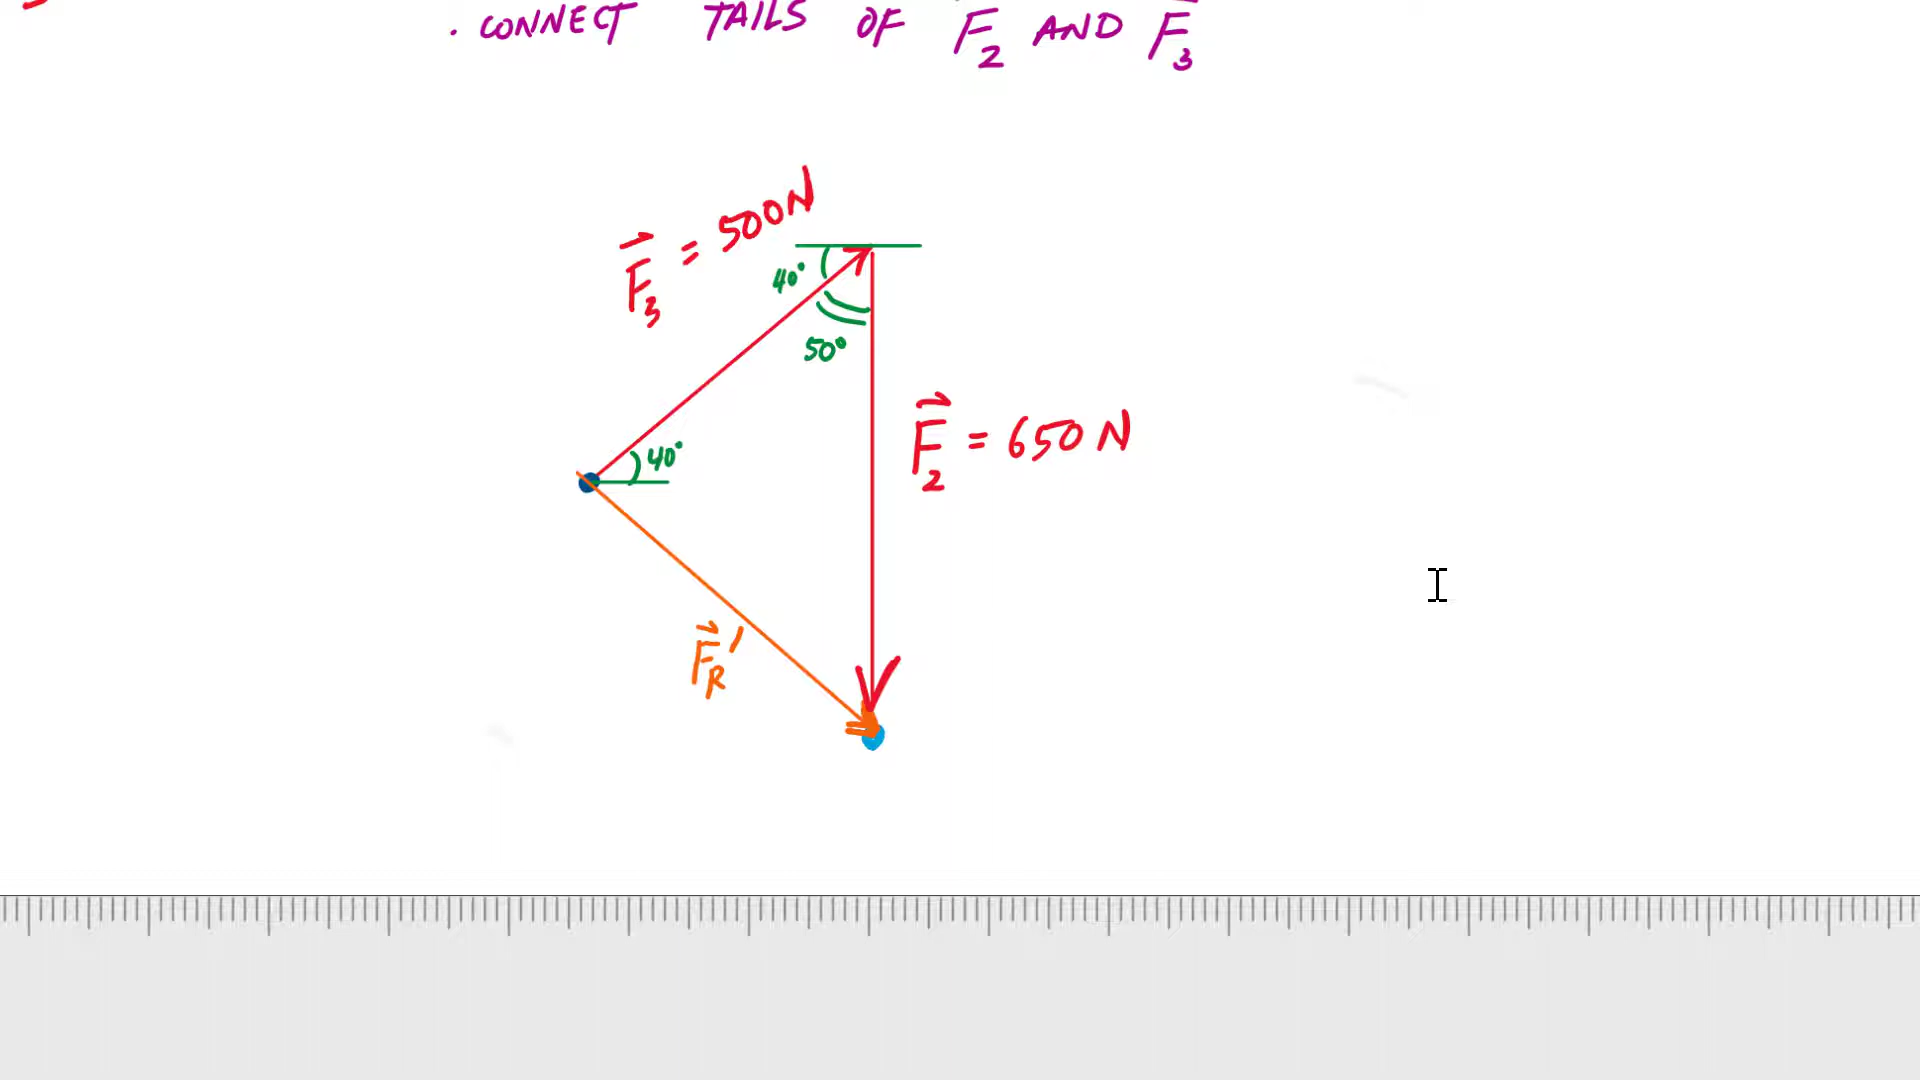 . CONNECT TAILS OF F2 AND F3
F3 = 500N
40°
50°
F2 = 650 N
40°
FR'